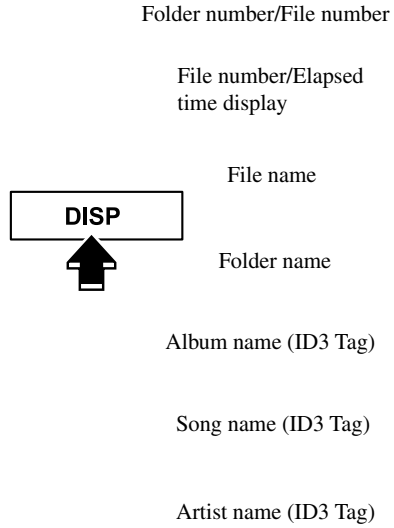 Folder number/File number
File number/Elapsed
time display
File name
DISP
Folder name
Album name (ID3 Tag)
Song name (ID3 Tag)
Artist name (ID3 Tag)